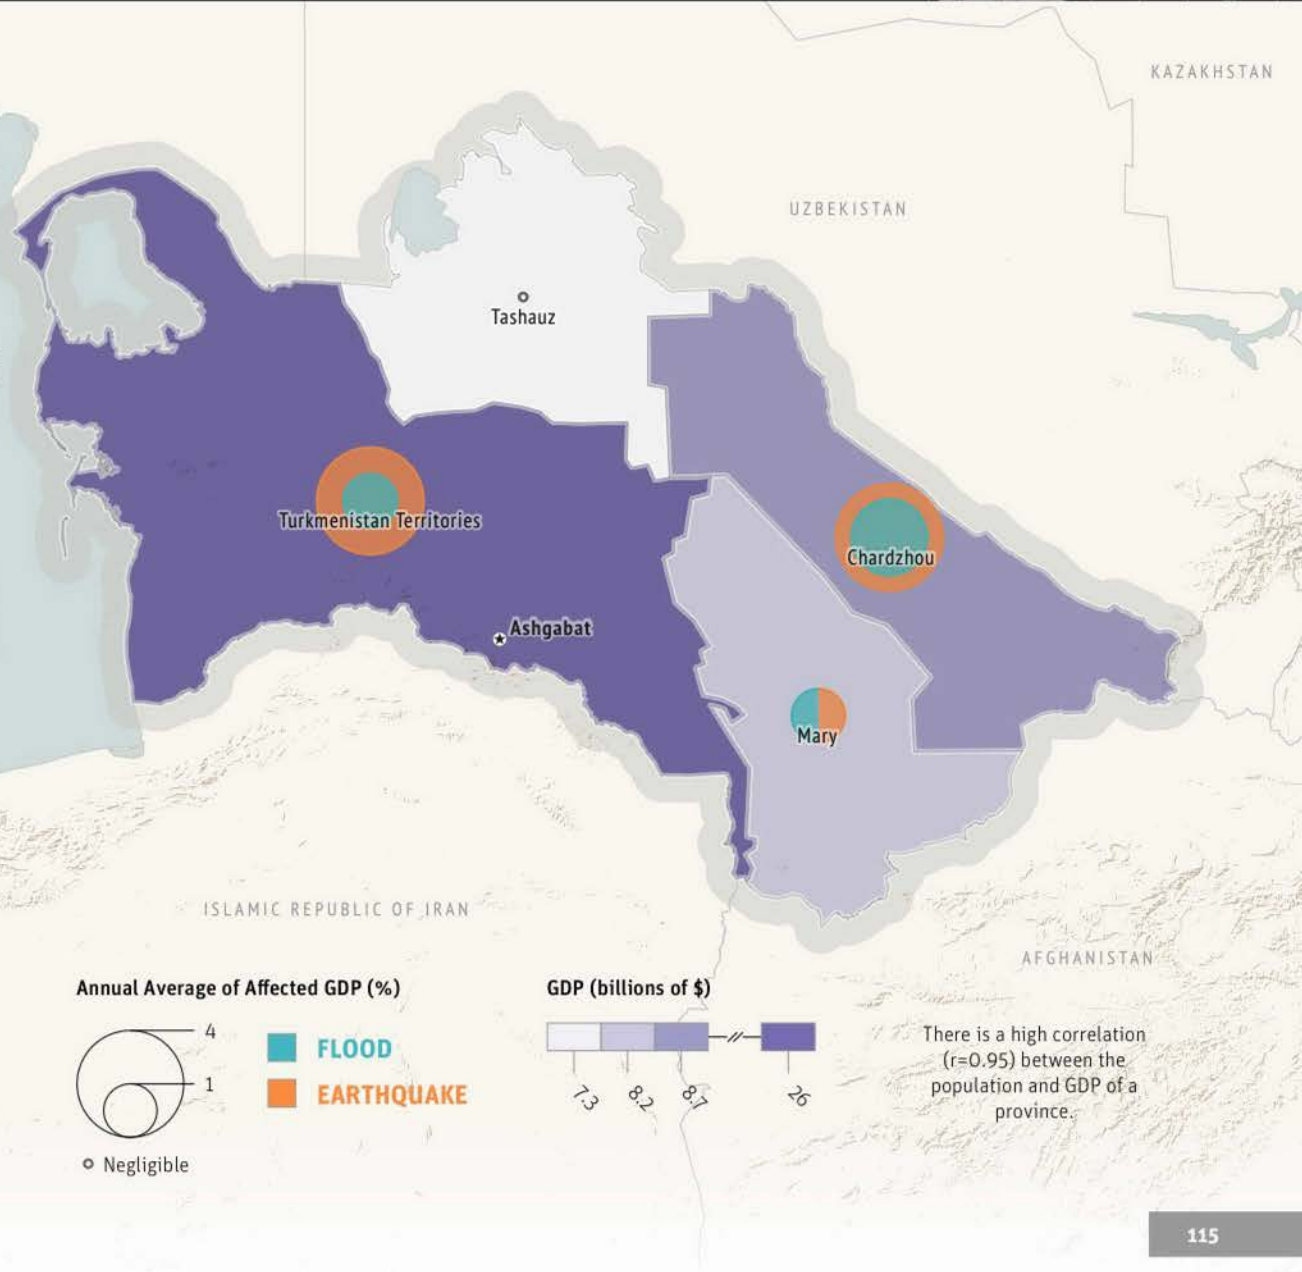 KAZAKHSTAN
UZBEKISTAN
Tashauz
Turkmenistan Territories
Chardzhou
Ashgabat
Mary
ISLAMIC REPUBLIC OF IRAN
AFGHANISTAN
Annual Average of Affected GDP (%)
4
1
FLOOD
EARTHQUAKE
Negligible
GDP (billions of $)
7.3
8.2
8.7
26
There is a high correlation
(r=0.95) between the
population and GDP of a
province.
115